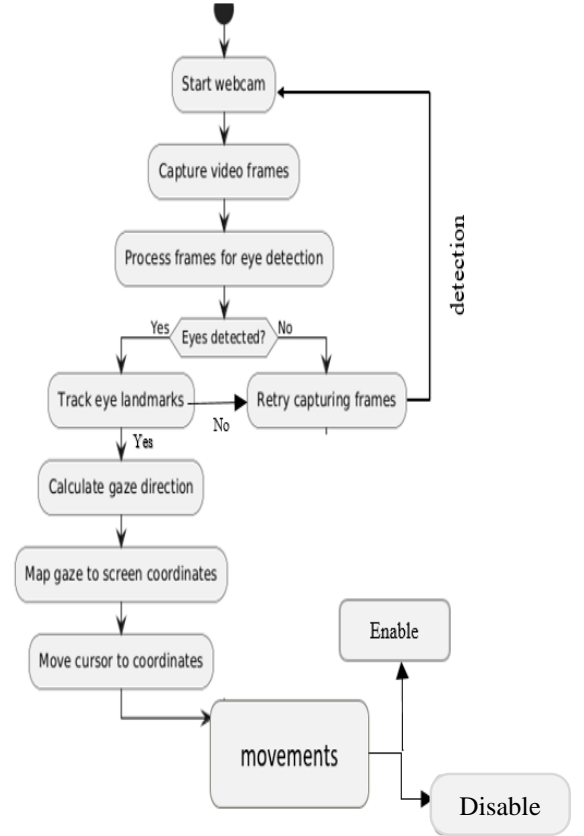 Start webcam
Capture video frames
Process frames for eye detection
Yes
Eyes detected?
No
Track eye landmarks
No
Retry capturing frames
detection
Yes
Calculate gaze direction
Map gaze to screen coordinates
Move cursor to coordinates
Enable
movements
Disable